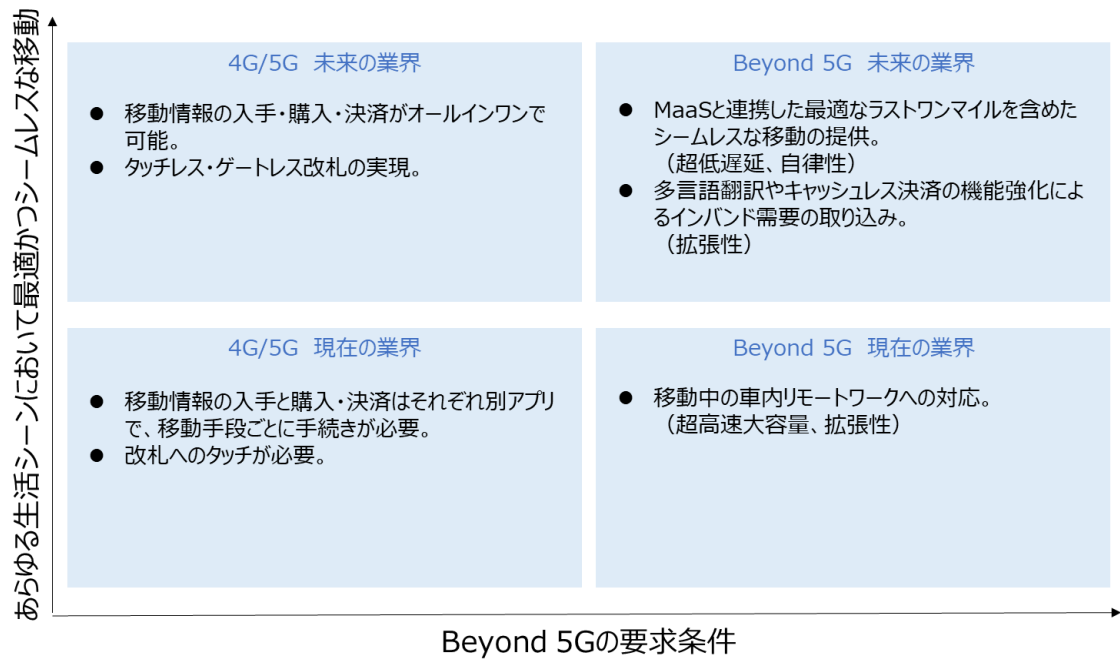 あらゆる生活シーンにおいて最適かつシームレスな移動
4G/5G 未来の業界
● 移動情報の入手・購入・決済がオールインワンで
可能。
● タッチレス・ゲートレス改札の実現。
Beyond 5G 未来の業界
● MaaSと連携した最適なラストワンマイルを含めた
シームレスな移動の提供。
（超低遅延、自律性）
● 多言語翻訳やキャッシュレス決済の機能強化によ
るインバンド需要の取り込み。
（拡張性）
4G/5G 現在の業界
● 移動情報の入手と購入・決済はそれぞれ別アプリ
で、移動手段ごとに手続きが必要。
● 改札へのタッチが必要。
Beyond 5G 現在の業界
● 移動中の車内リモートワークへの対応。
（超高速大容量、拡張性）
Beyond 5Gの要求条件